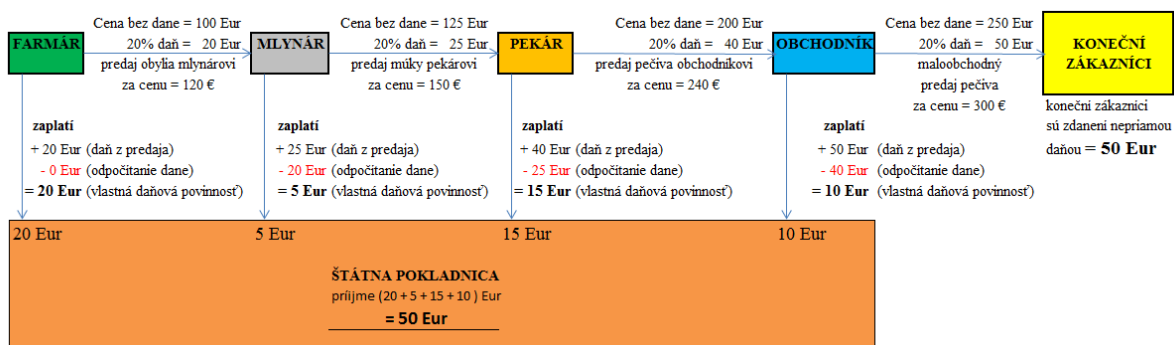 FARMÁR
Cena bez dane = 100 Eur
20% daň = 20 Eur
predaj obylia mlynárovi
za cenu = 120 €
MLYNÁR
Cena bez dane = 125 Eur
20% daň = 25 Eur
predaj múky pekárovi
za cenu = 150 €
PEKÁR
Cena bez dane = 200 Eur
20% daň = 40 Eur
predaj pečiva obchodníkovi
za cenu = 240 €
OBCHODNÍK
Cena bez dane = 250 Eur
20% daň = 50 Eur
maloobchodný
predaj pečiva
za cenu = 300 €
KONEČNÍ
ZÁKAZNÍCI
koneční zákazníci
sú zdanení nepriamou
daňou = 50 Eur
zaplatí
+ 20 Eur (daň z predaja)
- 0 Eur (odpočítanie dane)
= 20 Eur (vlastná daňová povinnosť)
zaplatí
+ 25 Eur (daň z predaja)
- 20 Eur (odpočítanie dane)
= 5 Eur (vlastná daňová povinnosť)
zaplatí
+ 40 Eur (daň z predaja)
- 25 Eur (odpočítanie dane)
= 15 Eur (vlastná daňová povinnosť)
zaplatí
+ 50 Eur (daň z predaja)
- 40 Eur (odpočítanie dane)
= 10 Eur (vlastná daňová povinnosť)
20 Eur
5 Eur
15 Eur
10 Eur
ŠTÁTNA POKLADNICA
príjme (20 + 5 + 15 + 10 ) Eur
= 50 Eur